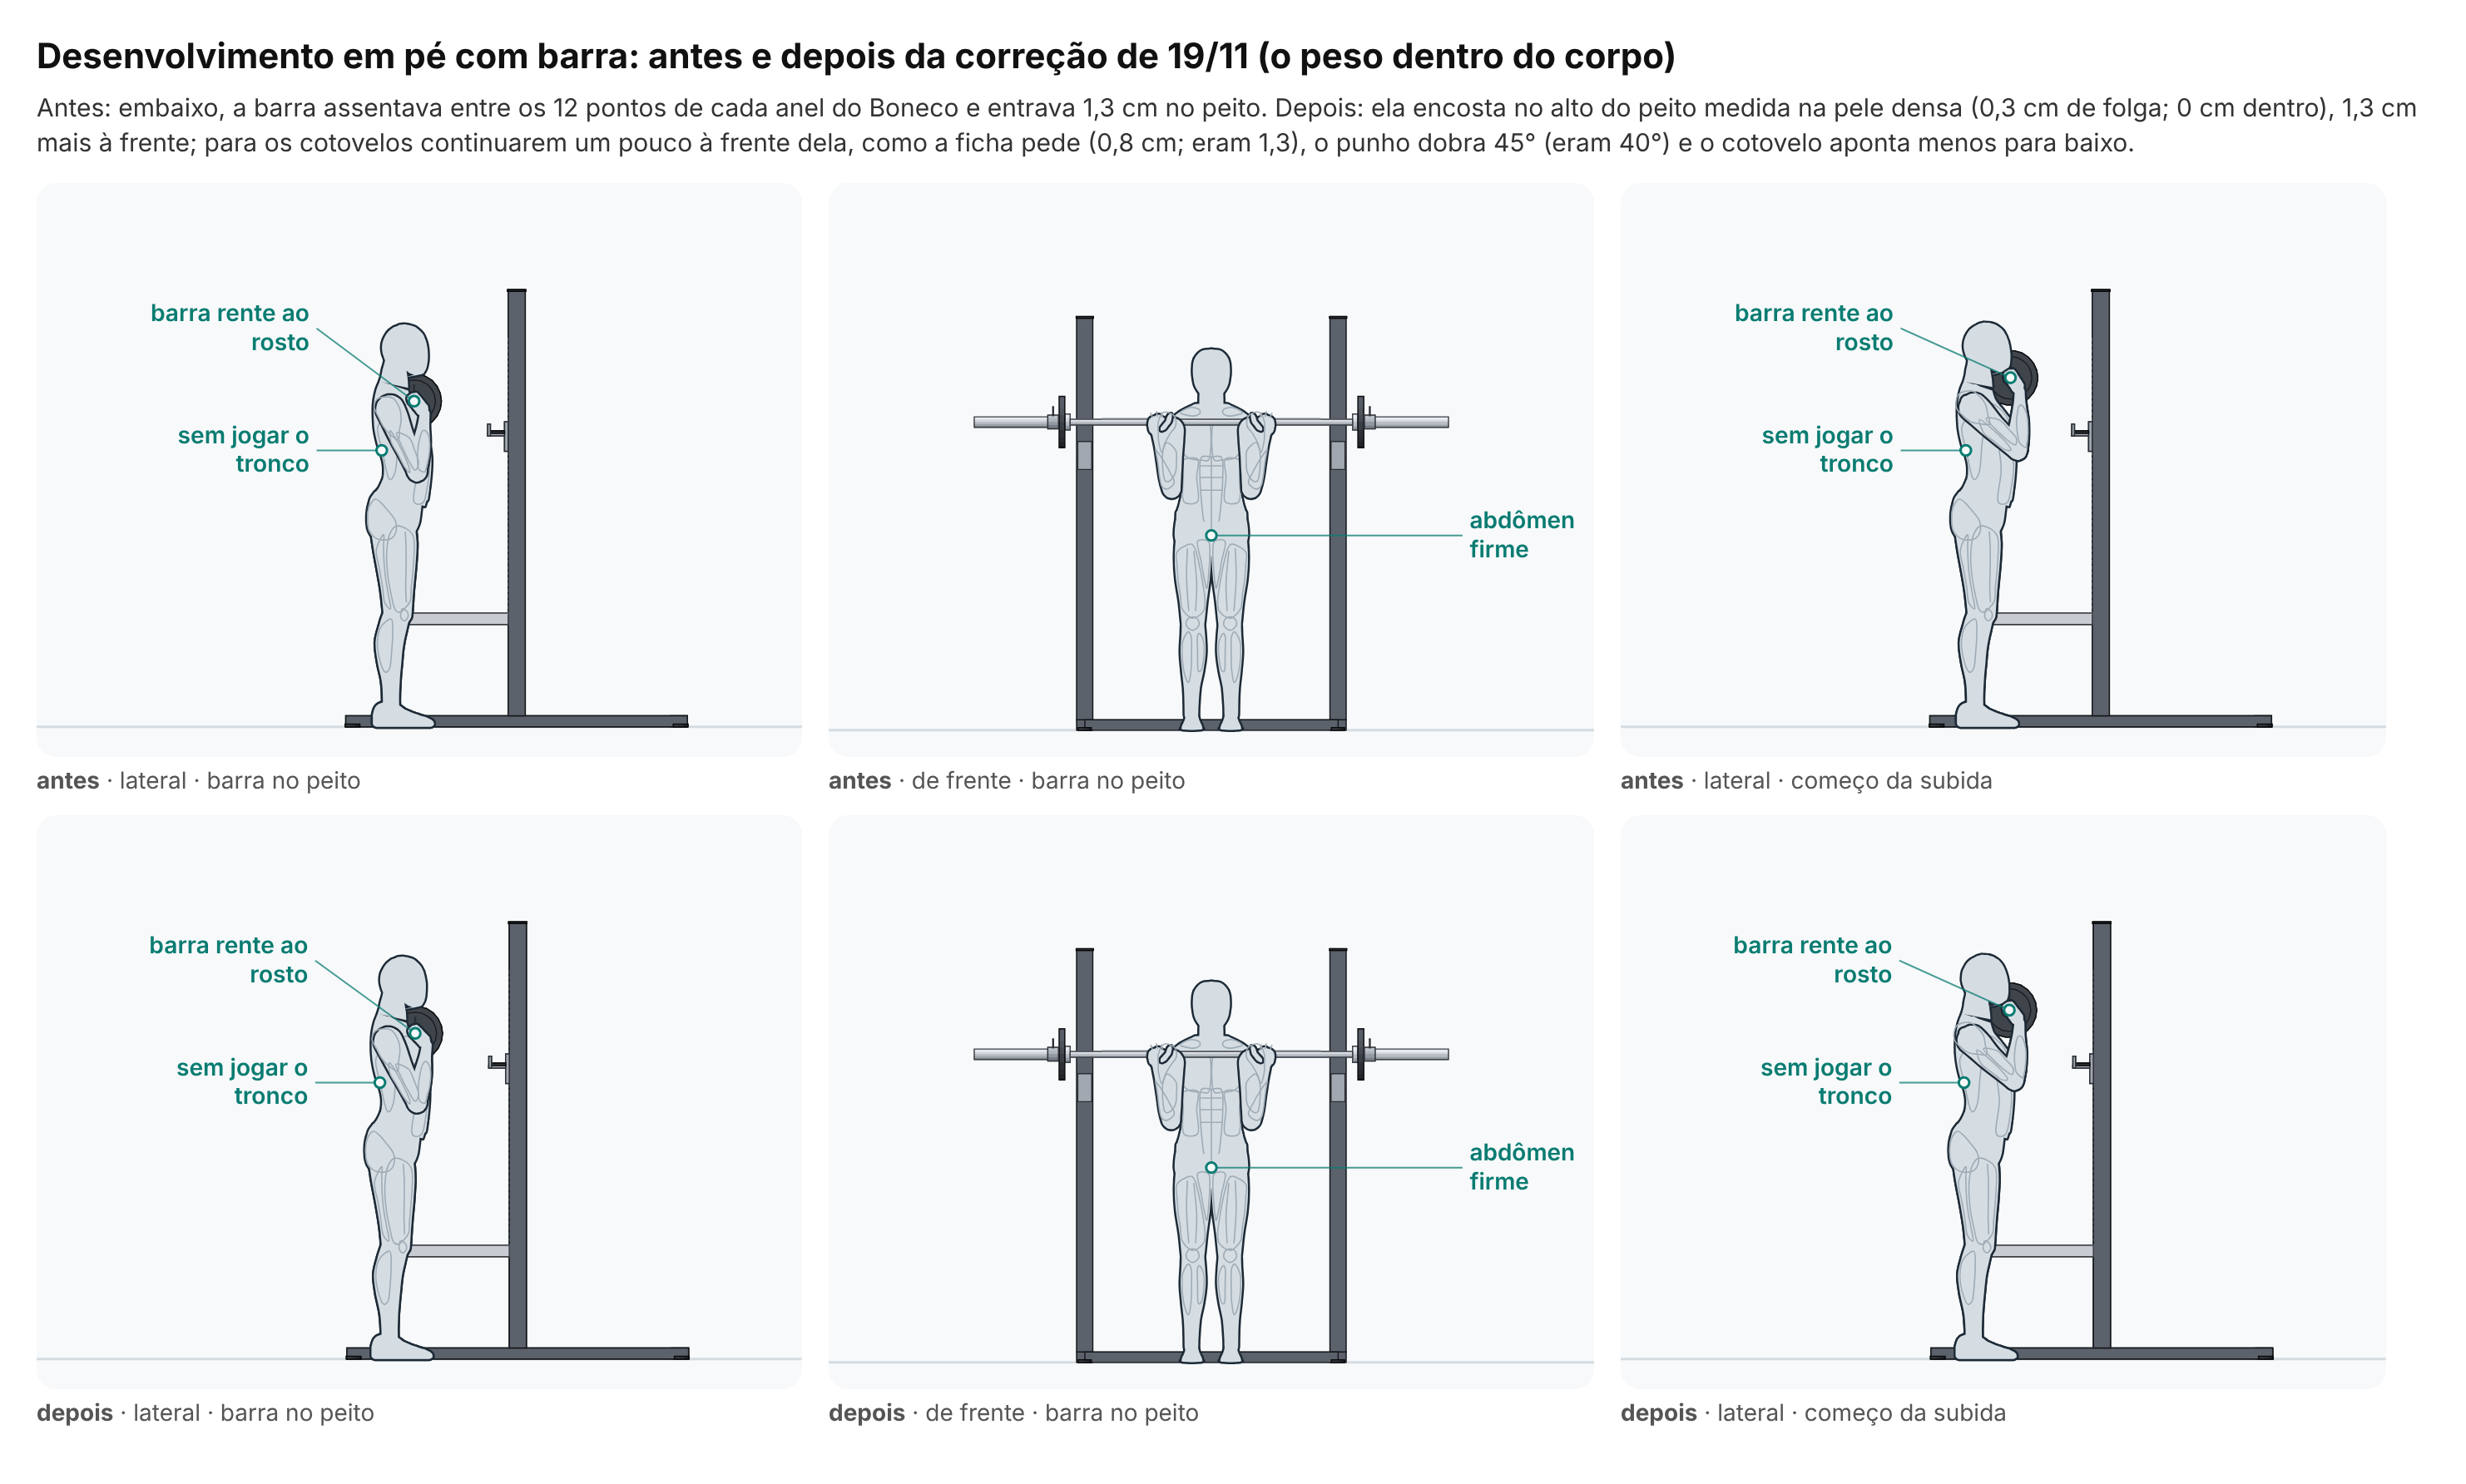 Desenvolvimento em pé com barra: antes e depois da correção de 19/11 (o peso dentro do corpo)
Antes: embaixo, a barra assentava entre os 12 pontos de cada anel do Boneco e entrava 1,3 cm no peito. Depois: ela encosta no alto do peito medida na pele densa (0,3 cm de folga; 0 cm dentro), 1,3 cm
mais à frente; para os cotovelos continuarem um pouco à frente dela, como a ficha pede (0,8 cm; eram 1,3), o punho dobra 45° (eram 40°) e o cotovelo aponta menos para baixo.
barra rente ao
rosto
sem jogar o
tronco
antes · lateral · barra no peito
abdômen
firme
antes · de frente · barra no peito
barra rente ao
rosto
sem jogar o
tronco
antes · lateral · começo da subida
barra rente ao
rosto
sem jogar o
tronco
depois · lateral · barra no peito
abdômen
firme
depois · de frente · barra no peito
barra rente ao
rosto
sem jogar o
tronco
depois · lateral · começo da subida